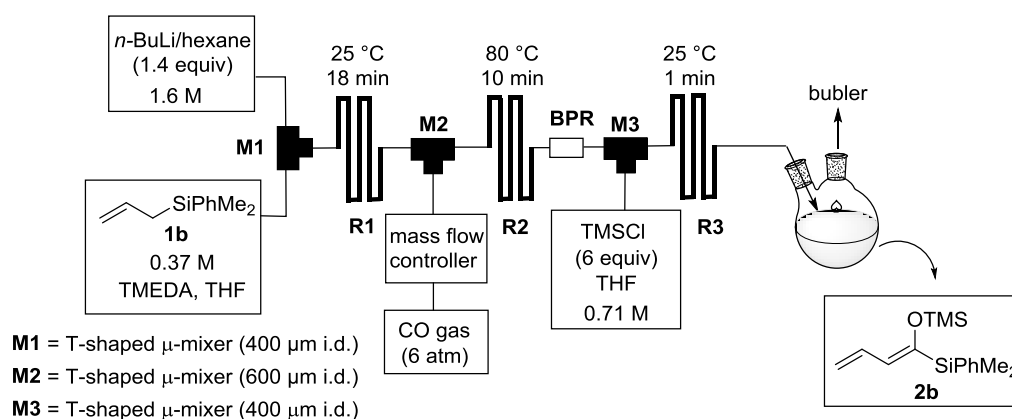 n-BuLi/hexane
(1.4 equiv)
1.6 M
M1
SiPhMe2
1b
0.37 M
TMEDA, THF
25 °C
18 min
R1
M2
mass flow
controller
CO gas
(6 atm)
80 °C
10 min
R2
BPR
M3
TMSCl
(6 equiv)
THF
0.71 M
25 °C
1 min
R3
bubler
OTMS
SiPhMe2
2b
M1 = T-shaped μ-mixer (400 μm i.d.)
M2 = T-shaped μ-mixer (600 μm i.d.)
M3 = T-shaped μ-mixer (400 μm i.d.)